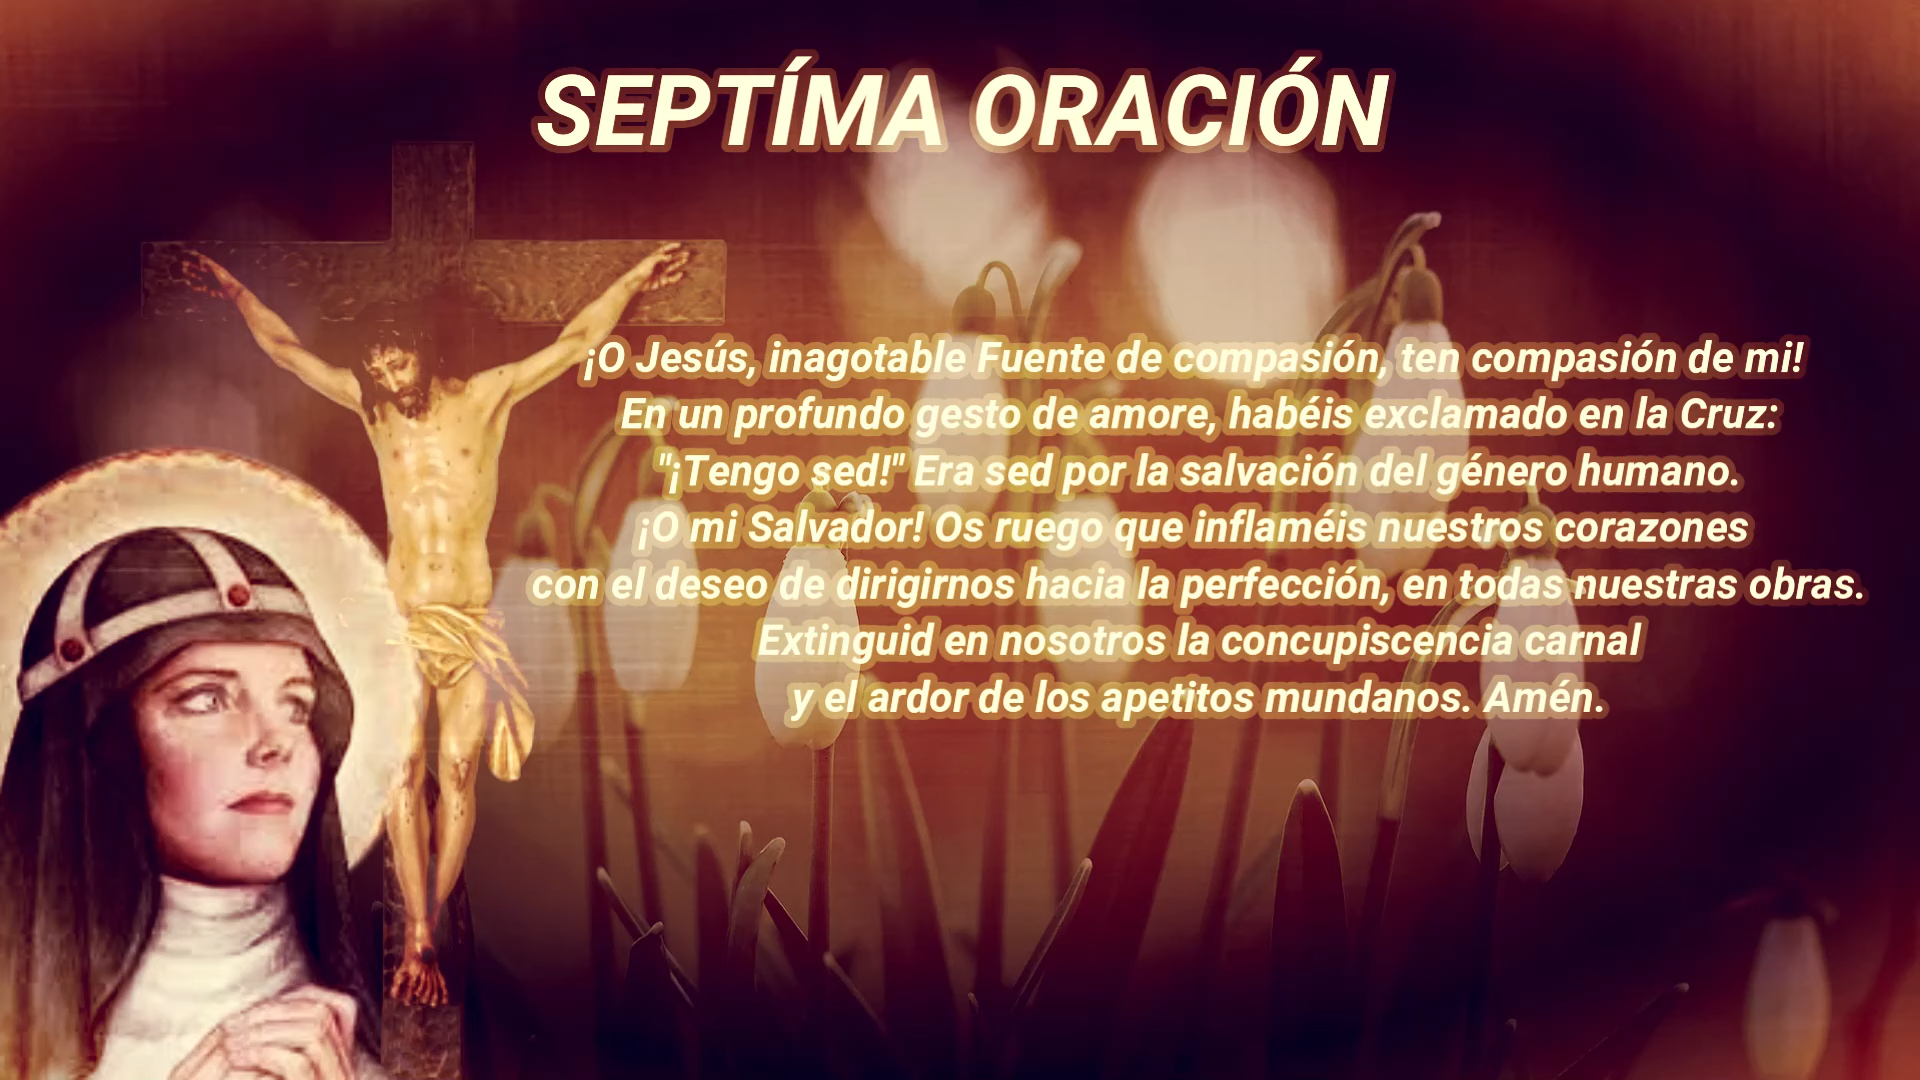 SEPTÍMA ORACIÓN
¡O Jesús, inagotable Fuente de compasión, ten compasión de mi!
En un profundo gesto de amore, habéis exclamado en la Cruz:
"¡Tengo sed!" Era sed por la salvación del género humano.
¡O mi Salvador! Os ruego que inflaméis nuestros corazones
con el deseo de dirigirnos hacia la perfección, en todas nuestras obras.
Extinguid en nosotros la concupiscencia carnal
y el ardor de los apetitos mundanos. Amén.